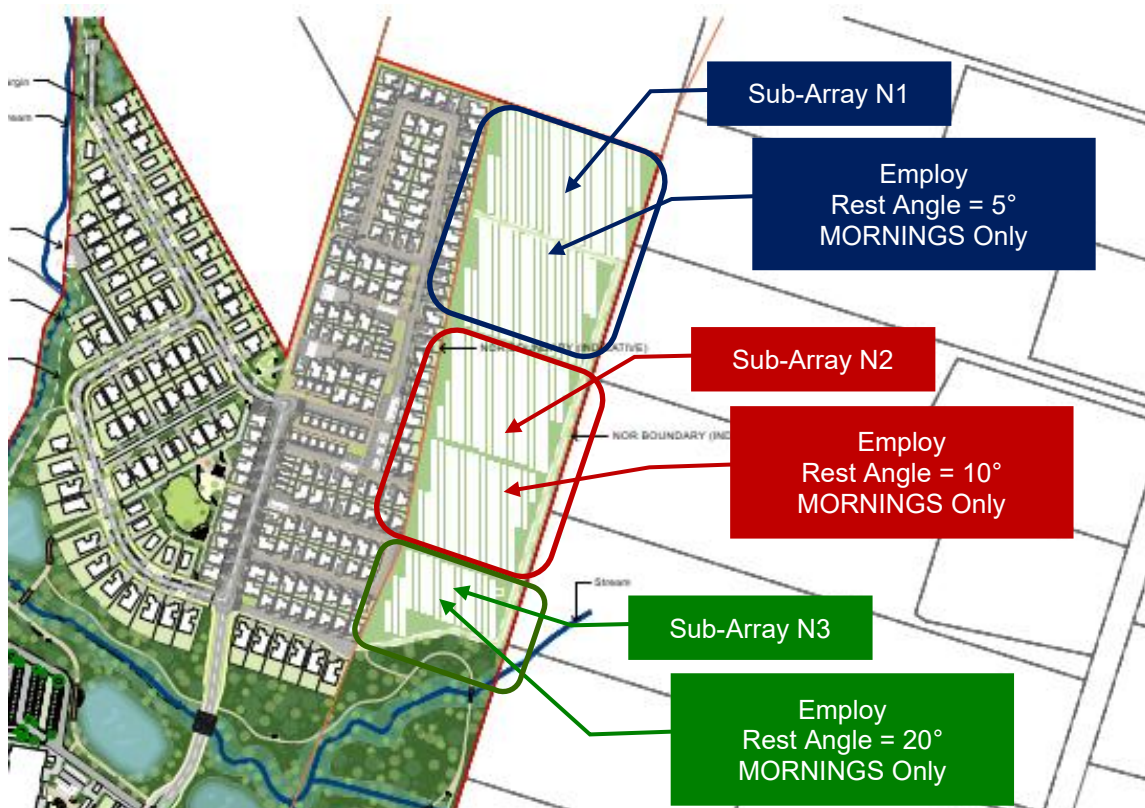 Sub-Array N1
Employ
Rest Angle = 5°
MORNINGS Only
Sub-Array N2
Employ
Rest Angle = 10°
MORNINGS Only
Stream
Sub-Array N3
Employ
Rest Angle = 20°
MORNINGS Only